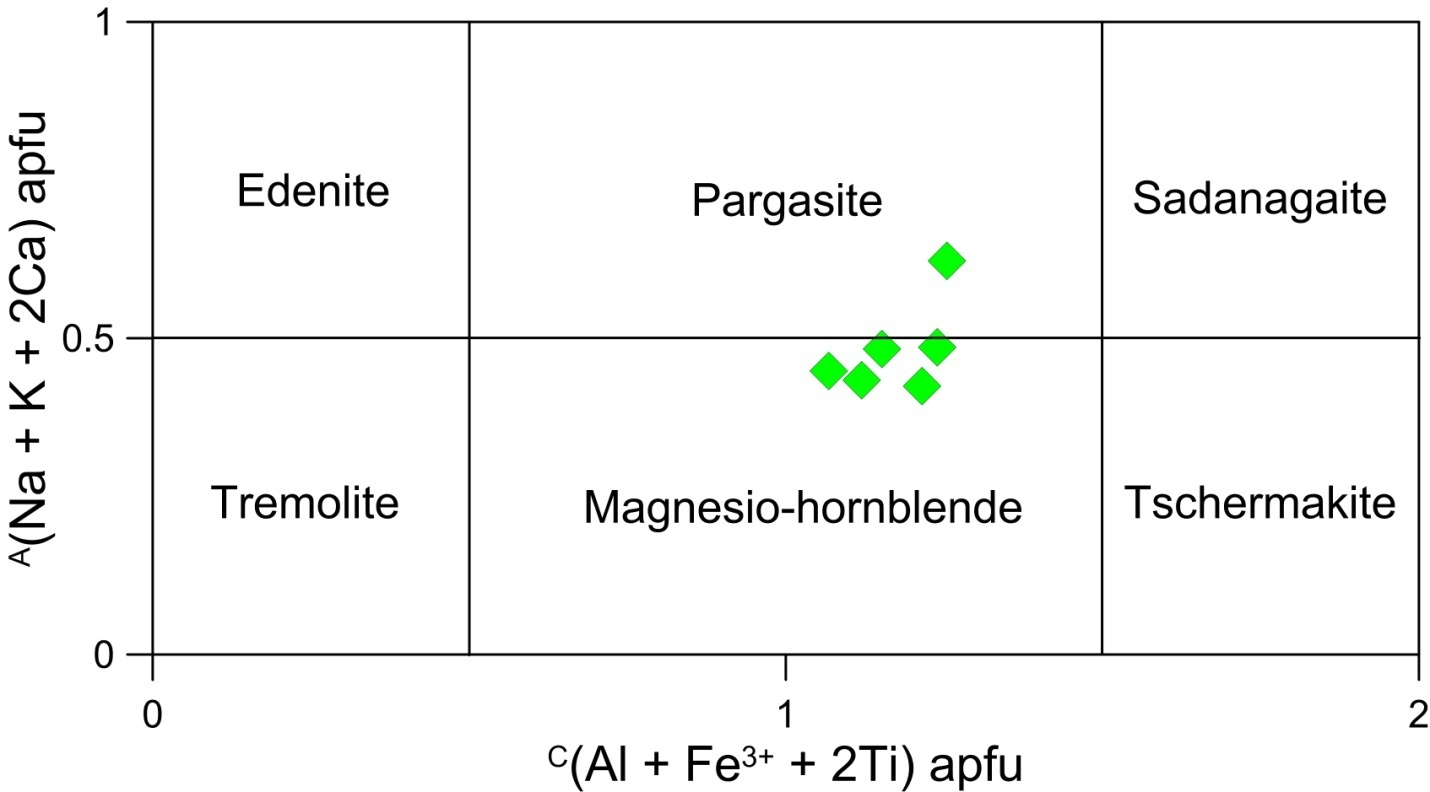 1
Edenite
Pargasite
Sadanagaite
0.5
Tremolite
Magnesio-hornblende
Tschermakite
0
0
1
2
ᴬ(Na + K + 2Ca) apfu
ᶜ(Al + Fe³⁺ + 2Ti) apfu